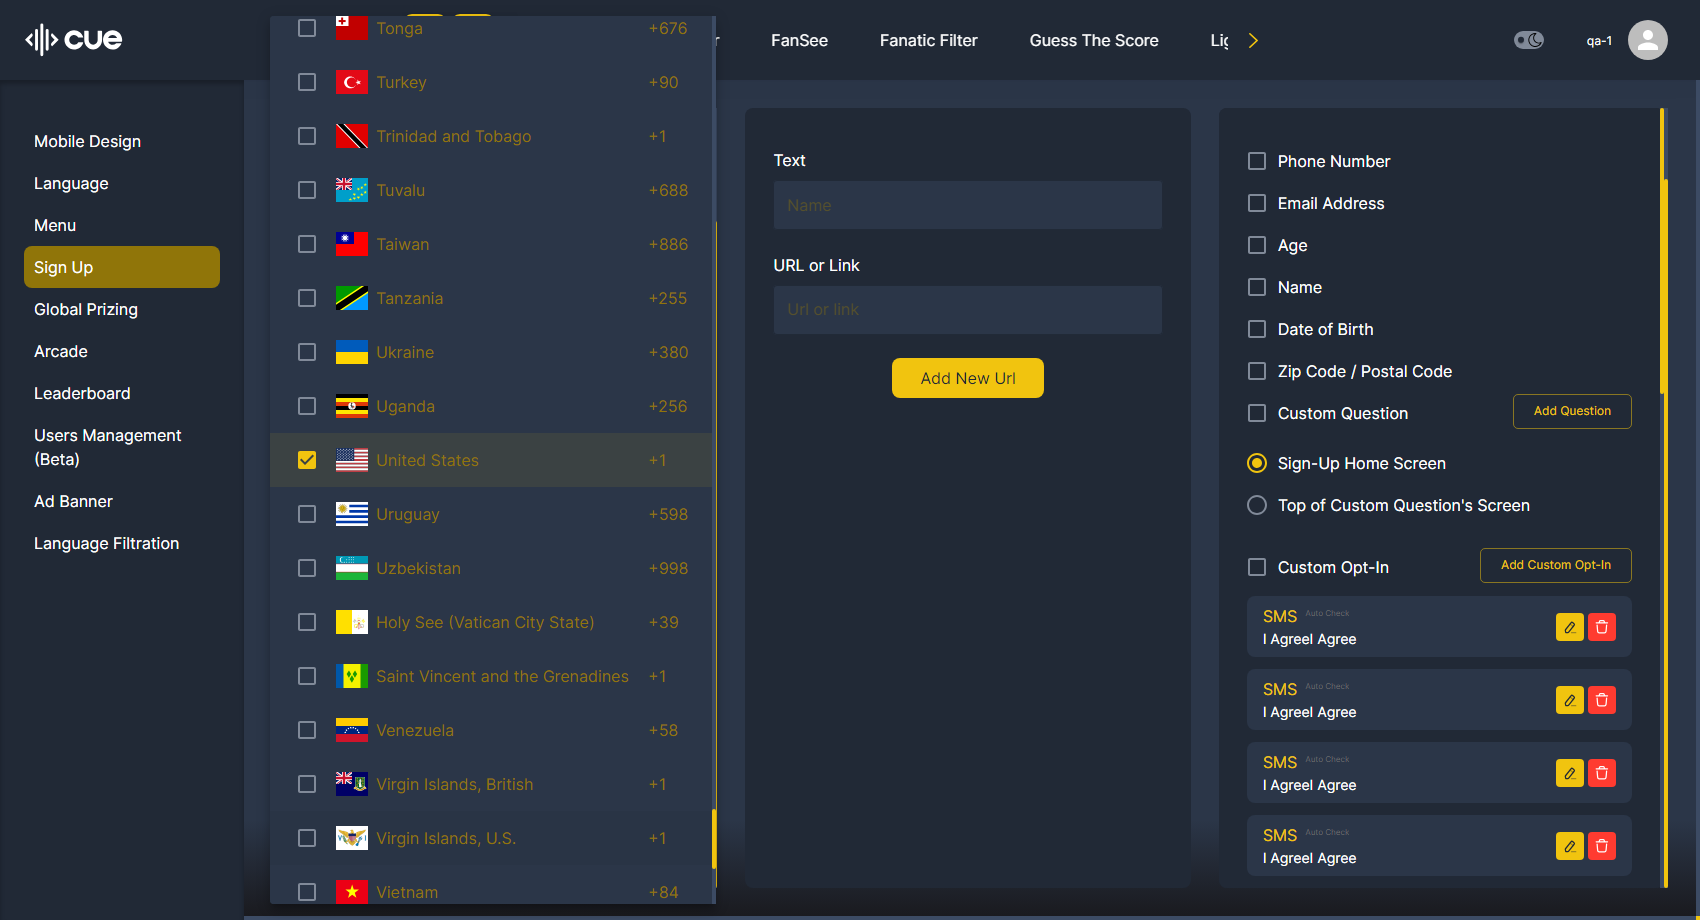 cue
FanSee
Fanatic Filter
Guess The Score
qa-1
Mobile Design
Language
Menu
Sign Up
Global Prizing
Arcade
Leaderboard
Users Management
(Beta)
Ad Banner
Language Filtration
Tonga +676
Turkey +90
Trinidad and Tobago +1
Tuvalu +688
Taiwan +886
Tanzania +255
Ukraine +380
Uganda +256
United States +1
Uruguay +598
Uzbekistan +998
Holy See (Vatican City State) +39
Saint Vincent and the Grenadines +1
Venezuela +58
Virgin Islands, British +1
Virgin Islands, U.S. +1
Vietnam +84
Text
Name
URL or Link
Url or link
Add New Url
Phone Number
Email Address
Age
Name
Date of Birth
Zip Code / Postal Code
Custom Question
Add Question
Sign-Up Home Screen
Top of Custom Question's Screen
Custom Opt-In
Add Custom Opt-In
SMS Auto Check
I AgreeI Agree
SMS Auto Check
I AgreeI Agree
SMS Auto Check
I AgreeI Agree
SMS Auto Check
I AgreeI Agree